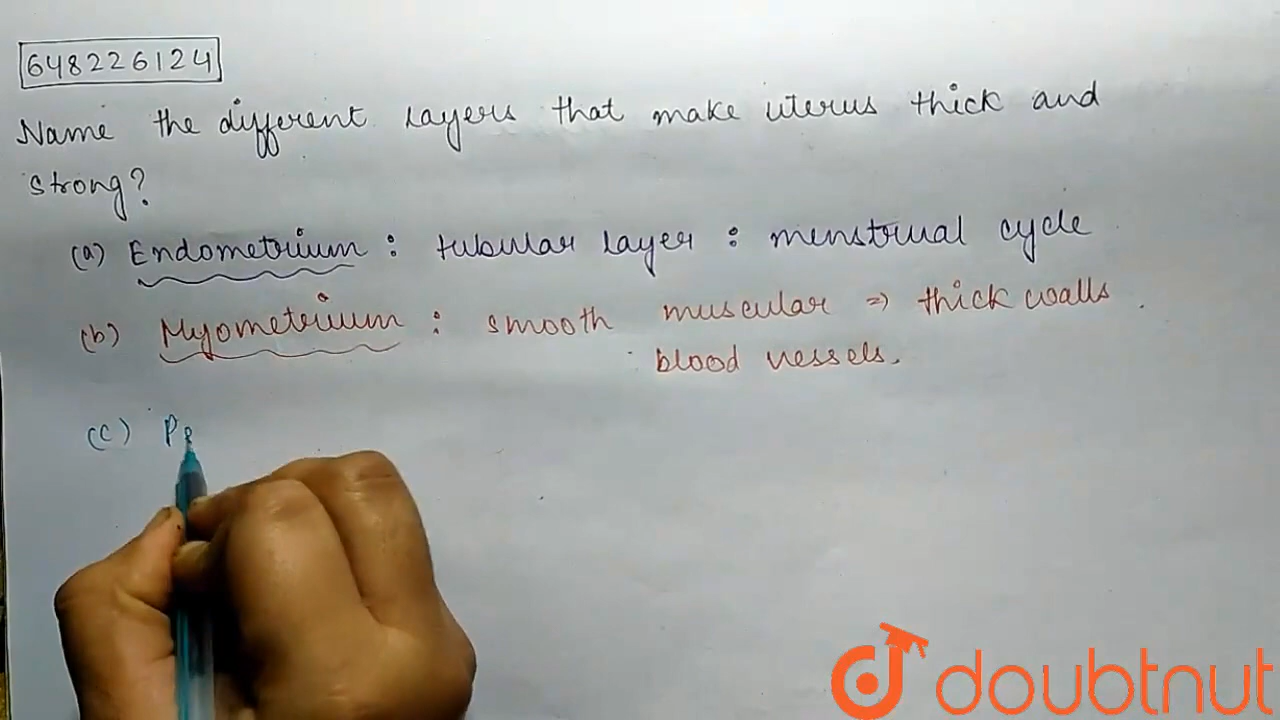 648226124
Name the different layers that make uterus thick and
strong?
(a) Endometrium : tubular layer : menstrual cycle
(b) Myometrium : smooth muscular ⇒ thick walls.
blood vessels.
(c) Pe
doubtnut